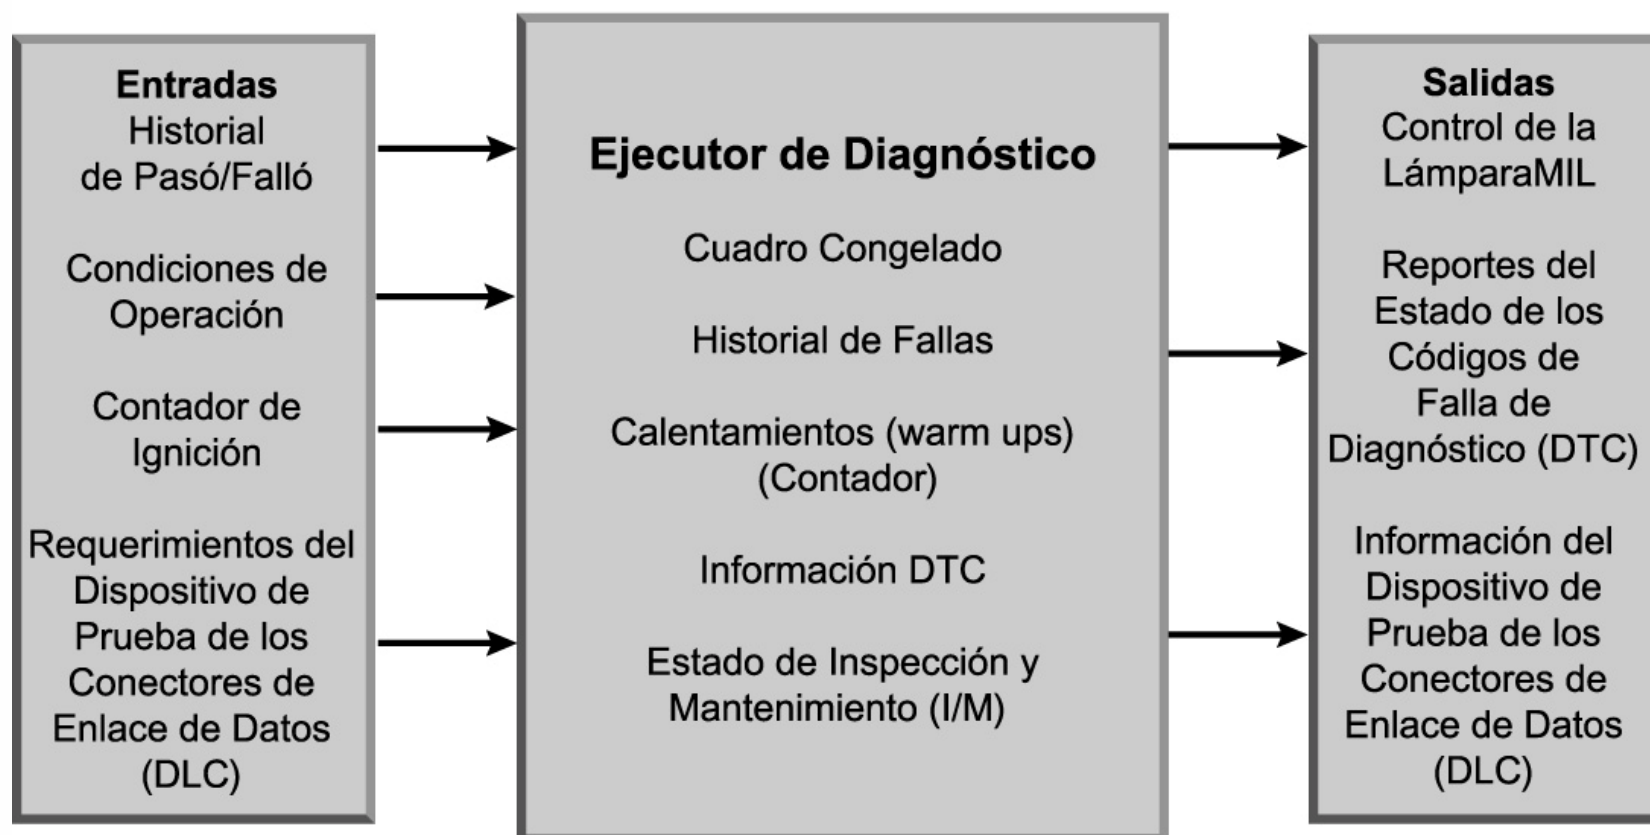 Entradas
Historial
de Pasó/Falló
Condiciones de
Operación
Contador de
Ignición
Requerimientos del
Dispositivo de
Prueba de los
Conectores de
Enlace de Datos
(DLC)
Ejecutor de Diagnóstico
Cuadro Congelado
Historial de Fallas
Calentamientos (warm ups)
(Contador)
Información DTC
Estado de Inspección y
Mantenimiento (I/M)
Salidas
Control de la
LámparaMIL
Reportes del
Estado de los
Códigos de
Falla de
Diagnóstico (DTC)
Información del
Dispositivo de
Prueba de los
Conectores de
Enlace de Datos
(DLC)